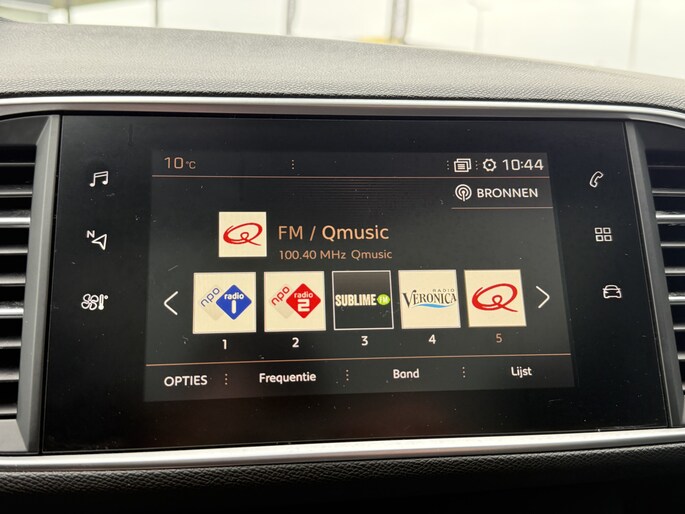 10°C
10:44
BRONNEN
N
FM / Qmusic
100.40 MHz Qmusic
npo radio 1
npo radio 2
SUBLIME FM
RADIO VERONICA
Q
1 2 3 4 5
OPTIES Frequentie Band Lijst